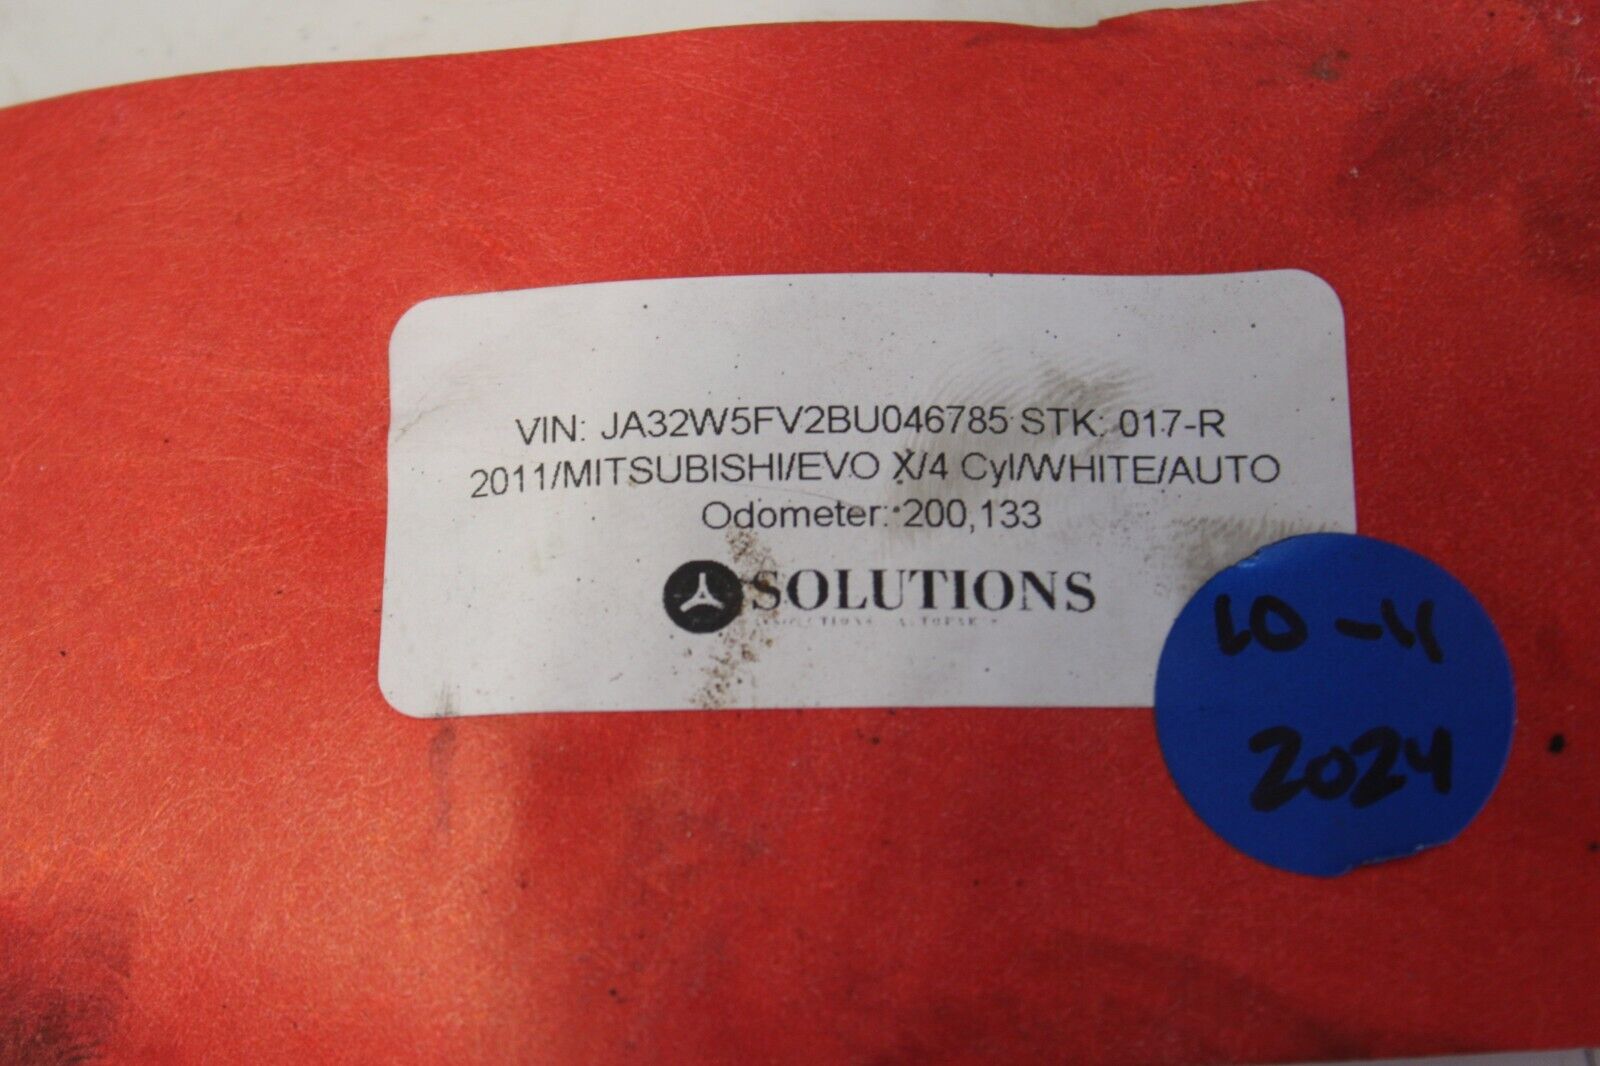 VIN: JA32W5FV2BU046785 STK: 017-R
2011/MITSUBISHI/EVO X/4 Cyl/WHITE/AUTO
Odometer: 200,133
SOLUTIONS
10-11
2024